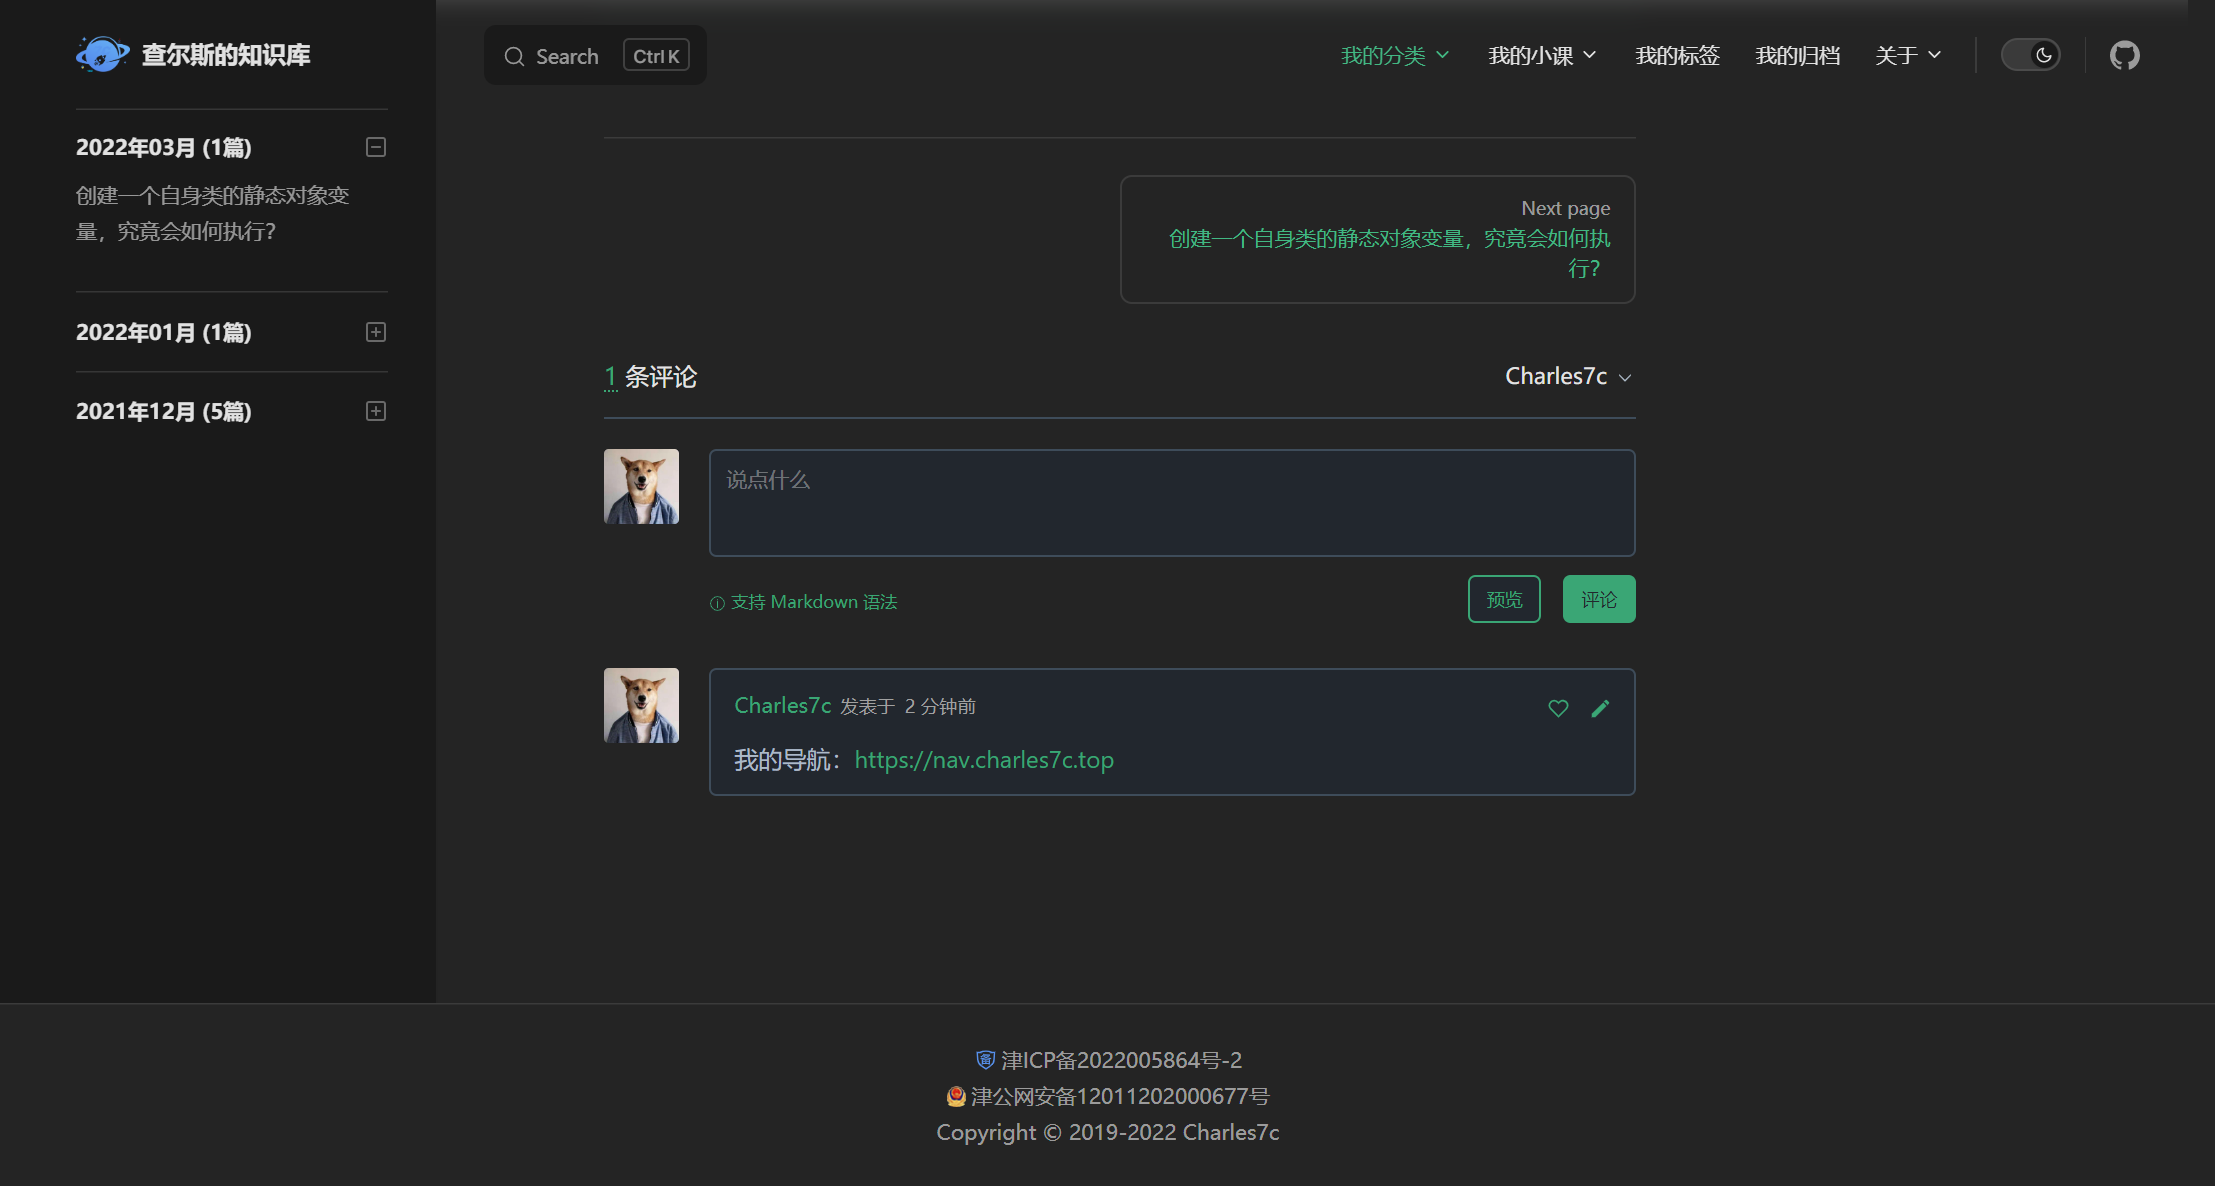 查尔斯的知识库
Search Ctrl K
我的分类 我的小课 我的标签 我的归档 关于
2022年03月 (1篇)
创建一个自身类的静态对象变
量，究竟会如何执行？
2022年01月 (1篇)
2021年12月 (5篇)
Next page
创建一个自身类的静态对象变量，究竟会如何执
行？
1 条评论
Charles7c
说点什么
支持 Markdown 语法
预览
评论
Charles7c 发表于 2 分钟前
我的导航：https://nav.charles7c.top
津ICP备2022005864号-2
津公网安备12011202000677号
Copyright © 2019-2022 Charles7c